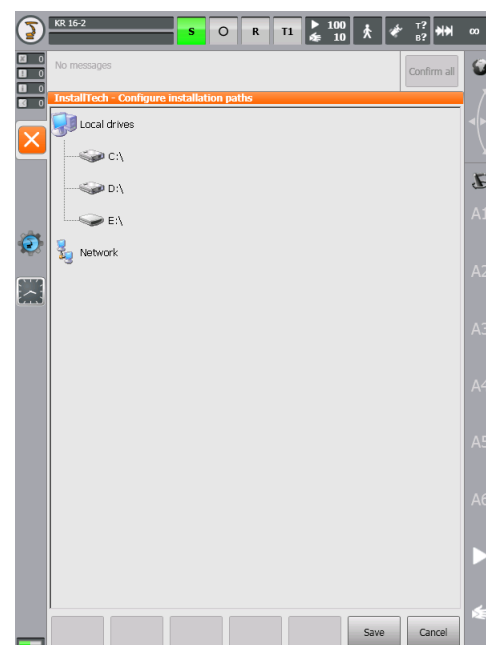 KR 16-2
S O R T1 100 10 T? B?
0
0
0
0
No messages
Confirm all
InstallTech - Configure installation paths
Local drives
C:\
D:\
E:\
Network
A1
A2
A3
A4
A5
A6
Save Cancel